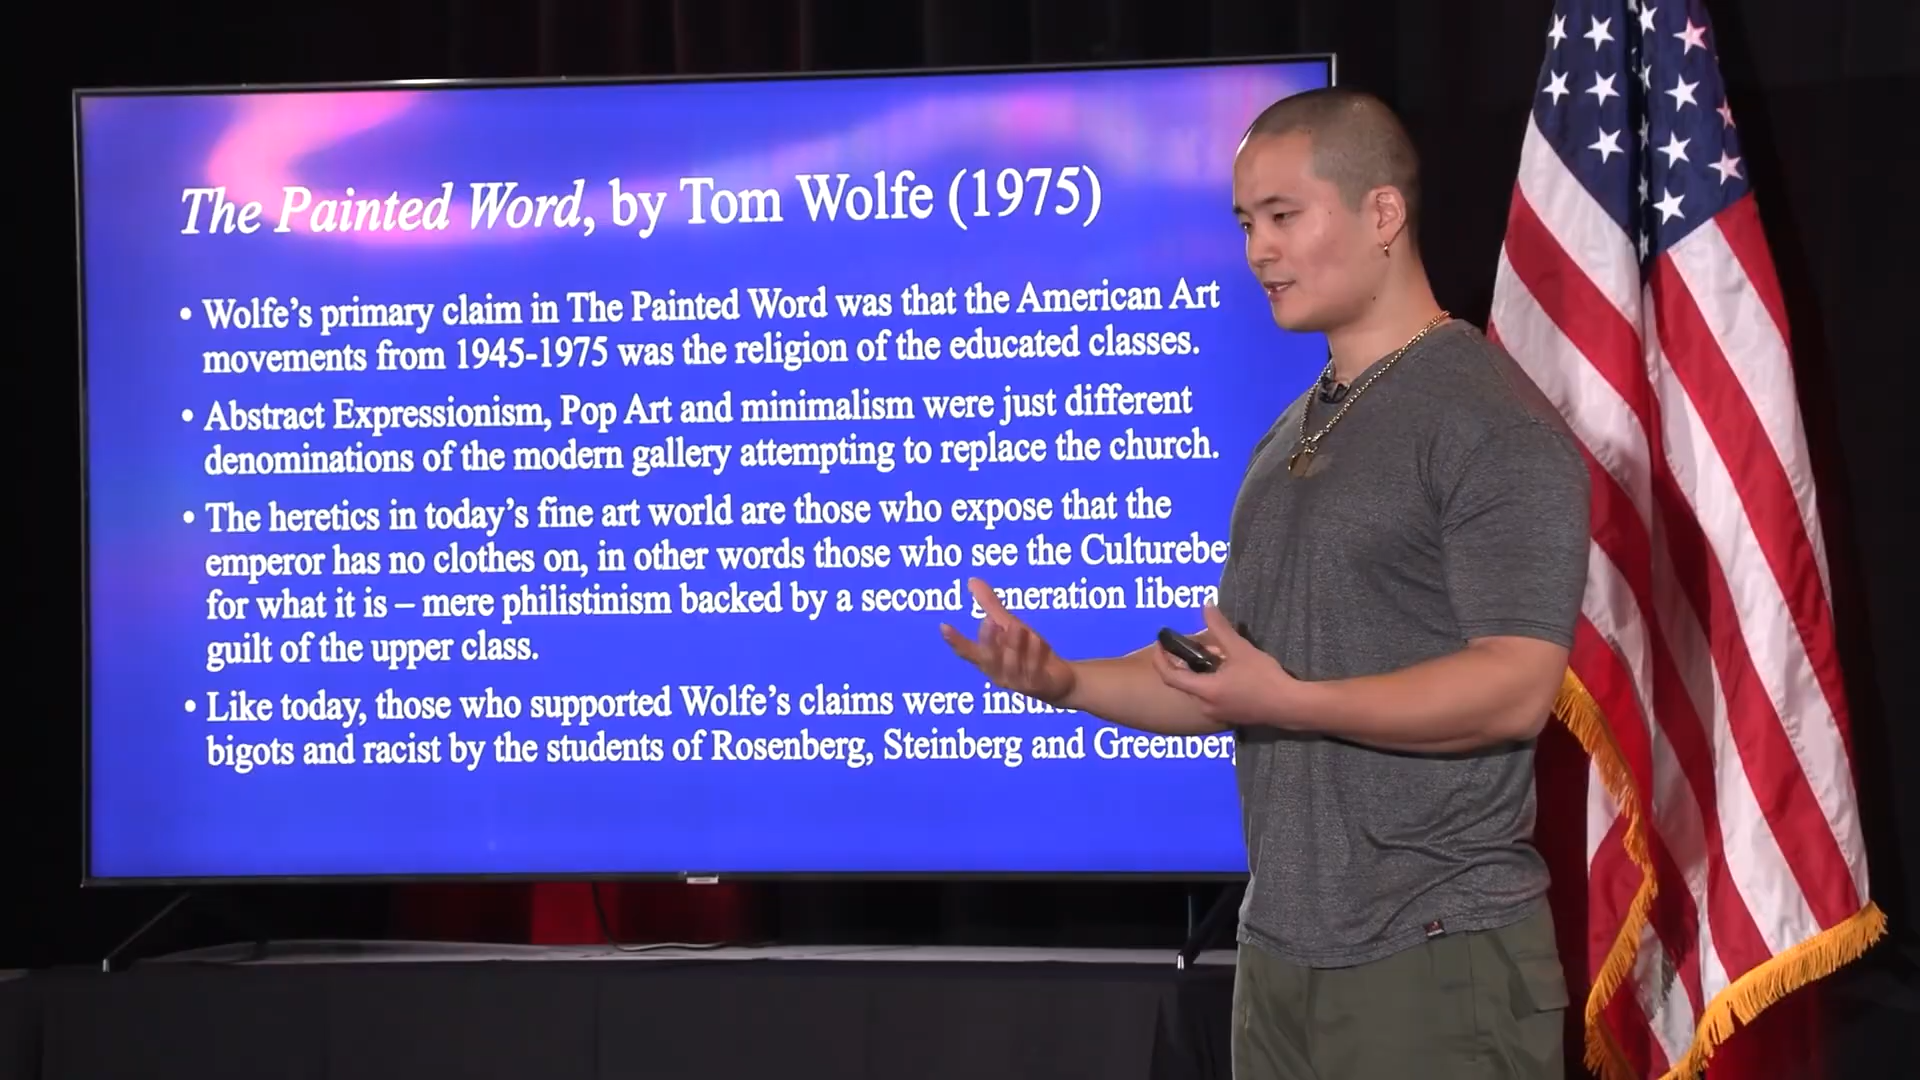 The Painted Word, by Tom Wolfe (1975)
• Wolfe's primary claim in The Painted Word was that the American Art
movements from 1945-1975 was the religion of the educated classes.
• Abstract Expressionism, Pop Art and minimalism were just different
denominations of the modern gallery attempting to replace the church.
• The heretics in today's fine art world are those who expose that the
emperor has no clothes on, in other words those who see the
for what it is – mere philistinism backed by a second generation
guilt of the upper class.
• Like today, those who supported Wolfe's claims were
bigots and racist by the students of Rosenberg, Steinberg and Greenberg